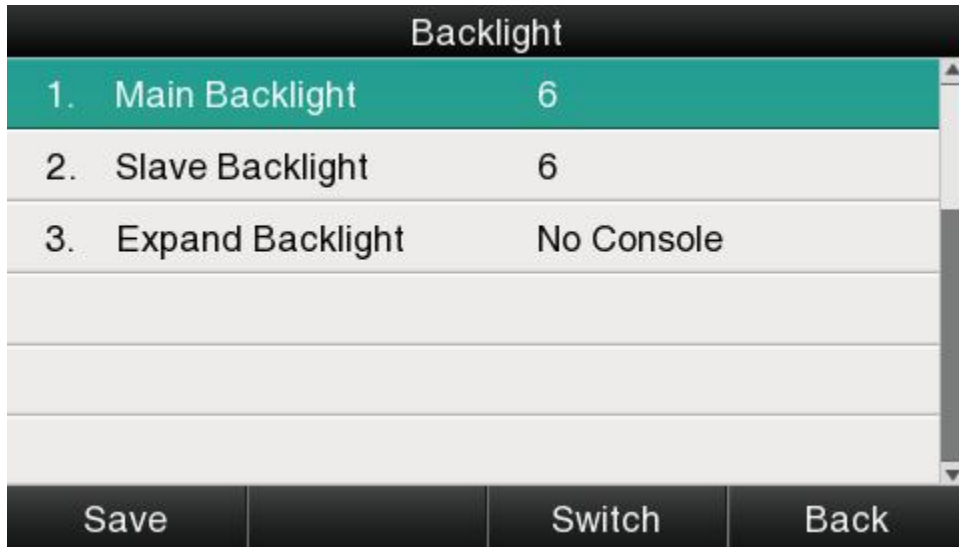 Backlight
1. Main Backlight 6
2. Slave Backlight 6
3. Expand Backlight No Console
Save Switch Back